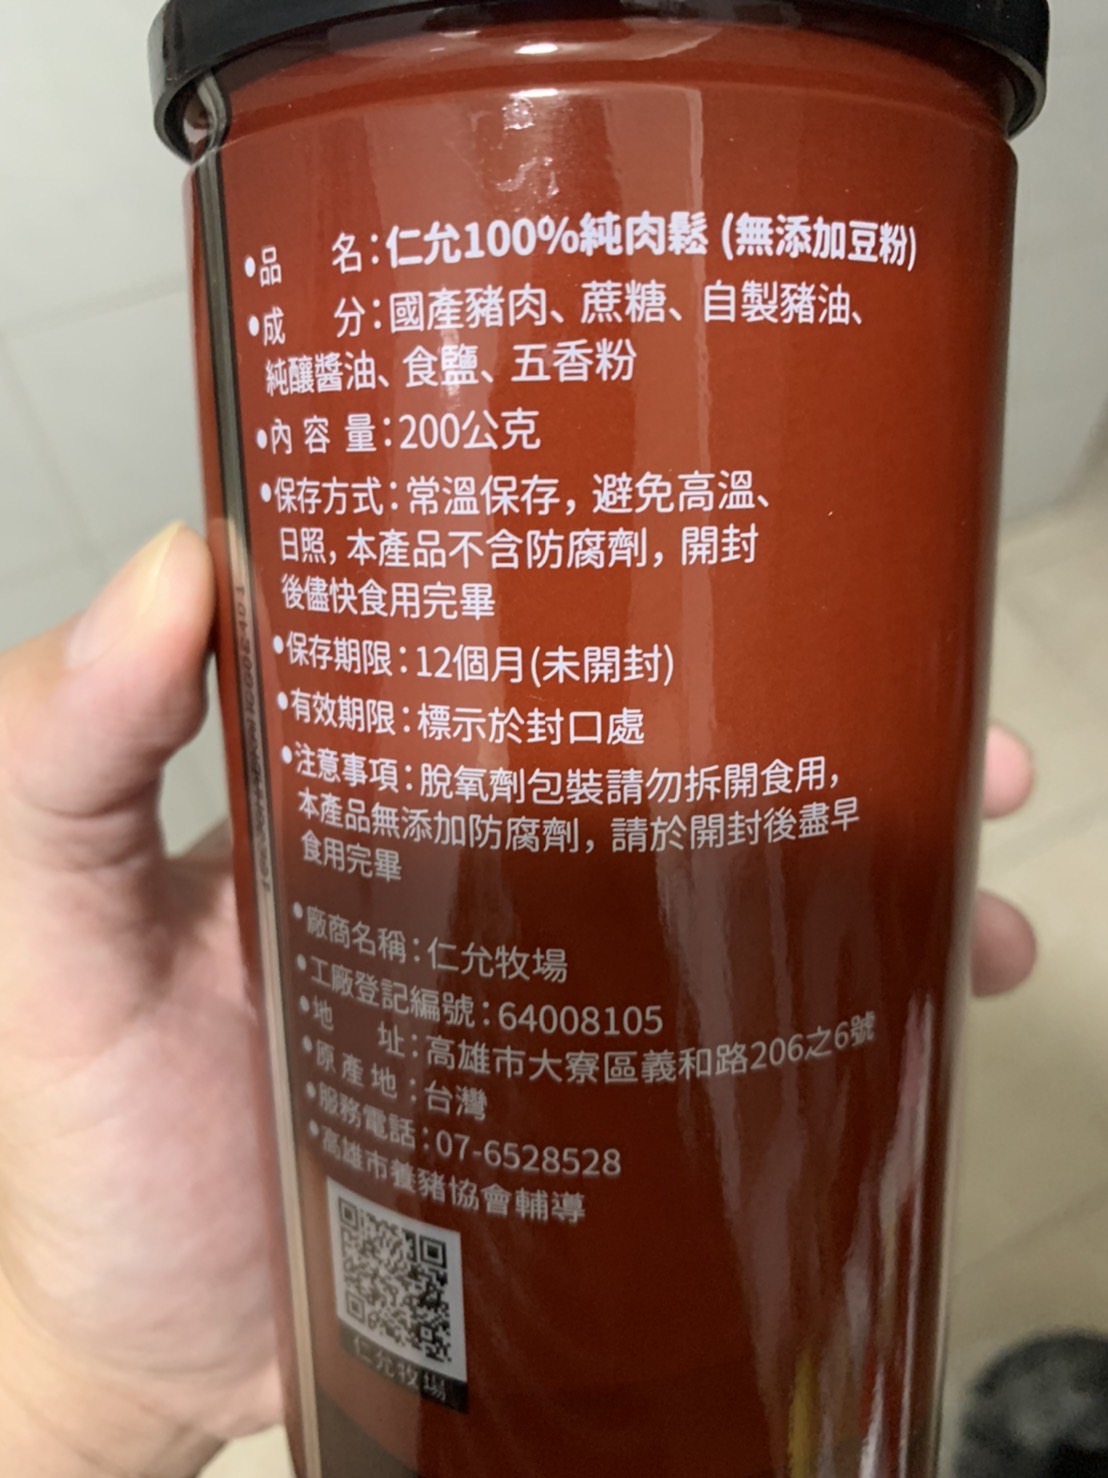 •品　　名：仁允100%純肉鬆 (無添加豆粉)
•成　　分：國產豬肉、蔗糖、自製豬油、
純釀醬油、食鹽、五香粉
•內 容 量：200公克
•保存方式：常溫保存，避免高溫、
日照，本產品不含防腐劑，開封
後儘快食用完畢
•保存期限：12個月(未開封)
•有效期限：標示於封口處
•注意事項：脫氧劑包裝請勿拆開食用，
本產品無添加防腐劑，請於開封後盡早
食用完畢
•廠商名稱：仁允牧場
•工廠登記編號：64008105
•地　　址：高雄市大寮區義和路206之6號
•原 產 地：台灣
•服務電話：07-6528528
•高雄市養豬協會輔導
仁允牧場